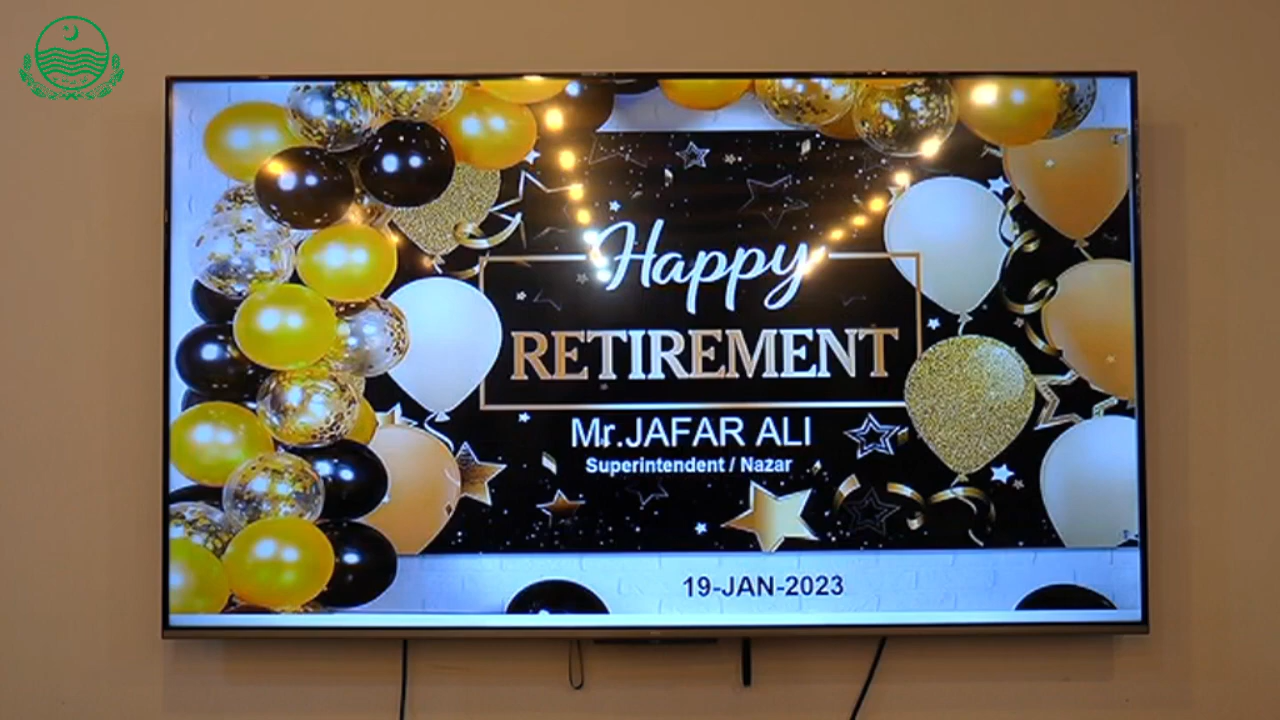 Happy
RETIREMENT
Mr.JAFAR ALI
Superintendent / Nazar
19-JAN-2023